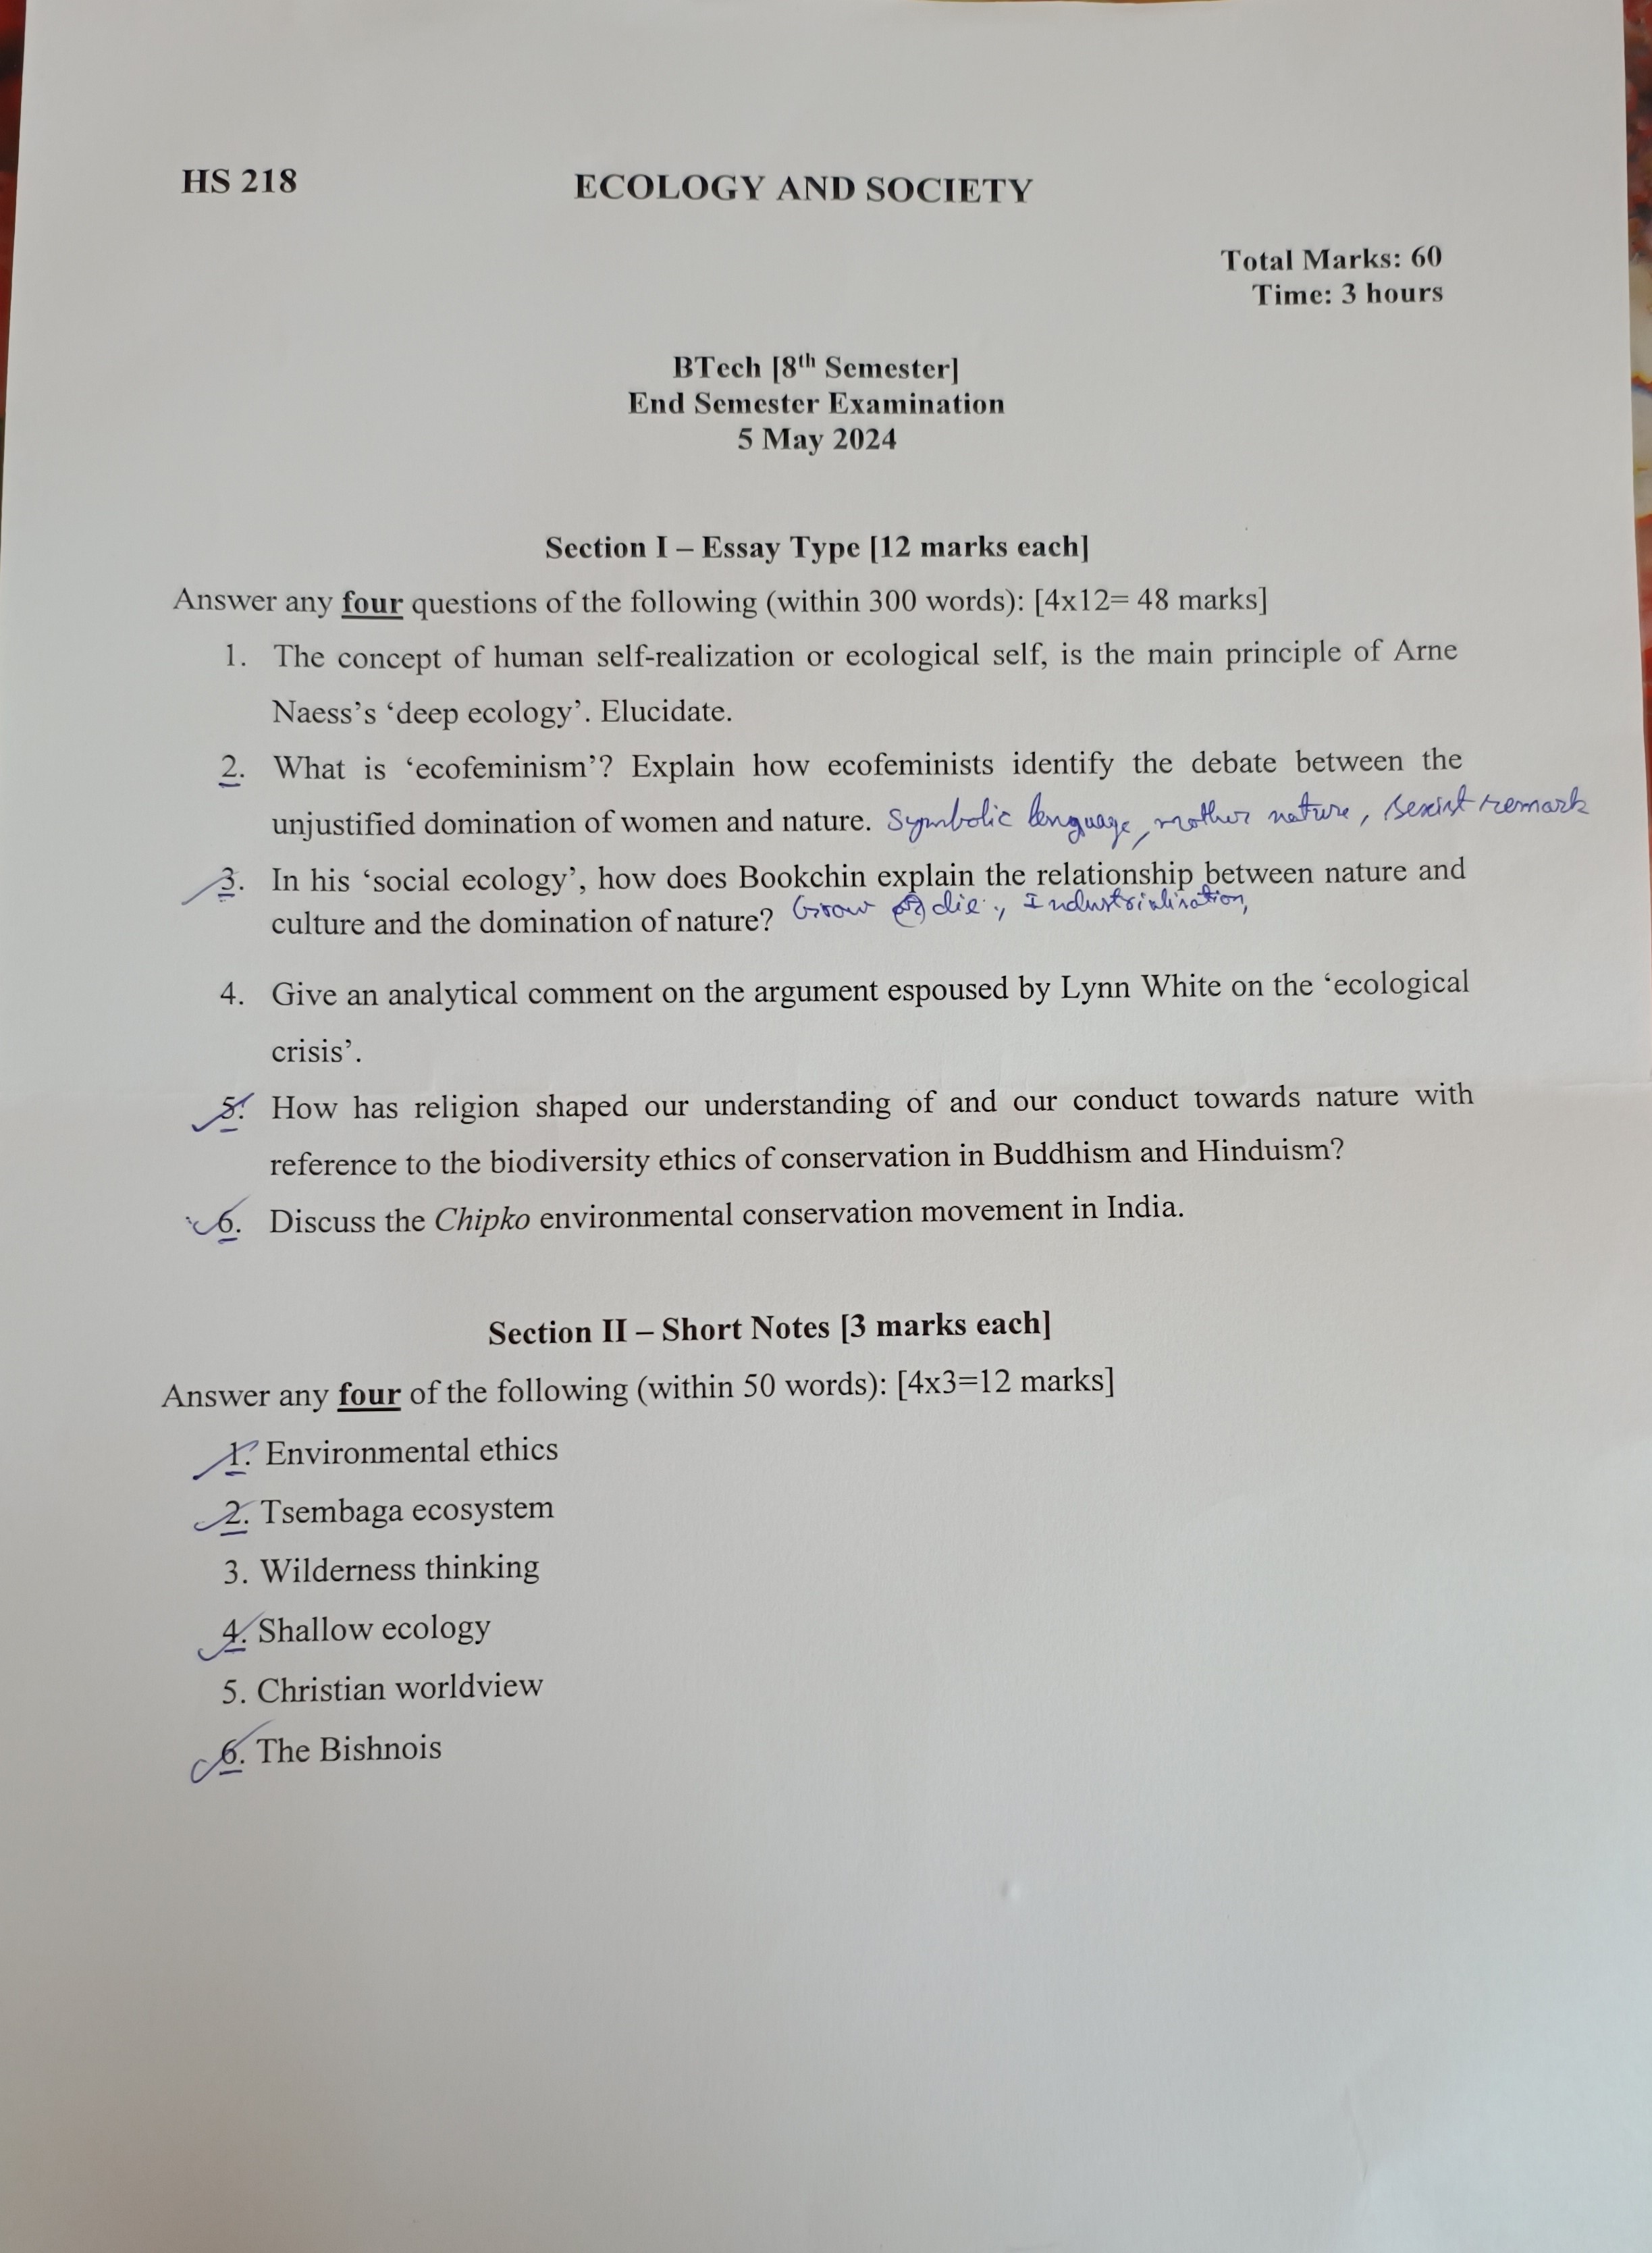 HS 218
ECOLOGY AND SOCIETY
Total Marks: 60
Time: 3 hours
BTech [8th Semester]
End Semester Examination
5 May 2024
Section I – Essay Type [12 marks each]
Answer any four questions of the following (within 300 words): [4x12= 48 marks]
1. The concept of human self-realization or ecological self, is the main principle of Arne
Naess's 'deep ecology'. Elucidate.
2. What is 'ecofeminism'? Explain how ecofeminists identify the debate between the
unjustified domination of women and nature. Symbolic language, mother nature, sexist remark
3. In his 'social ecology', how does Bookchin explain the relationship between nature and
culture and the domination of nature? Grow or die, Industrialisation,
4. Give an analytical comment on the argument espoused by Lynn White on the 'ecological
crisis'.
5. How has religion shaped our understanding of and our conduct towards nature with
reference to the biodiversity ethics of conservation in Buddhism and Hinduism?
6. Discuss the Chipko environmental conservation movement in India.
Section II – Short Notes [3 marks each]
Answer any four of the following (within 50 words): [4x3=12 marks]
1. Environmental ethics
2. Tsembaga ecosystem
3. Wilderness thinking
4. Shallow ecology
5. Christian worldview
6. The Bishnois